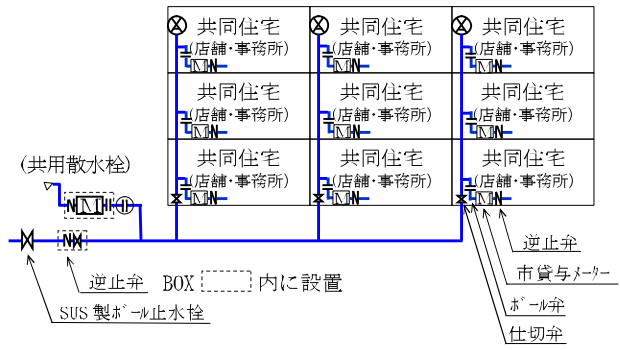 共同住宅 共同住宅 共同住宅
(店舗・事務所) (店舗・事務所) (店舗・事務所)
M M M
共同住宅 共同住宅 共同住宅
(店舗・事務所) (店舗・事務所) (店舗・事務所)
M M M
共同住宅 共同住宅 共同住宅
(店舗・事務所) (店舗・事務所) (店舗・事務所)
M M M
(共用散水栓)
M
逆止弁 BOX 内に設置
SUS製ボール止水栓
逆止弁
市貸与メーター
ボール弁
仕切弁